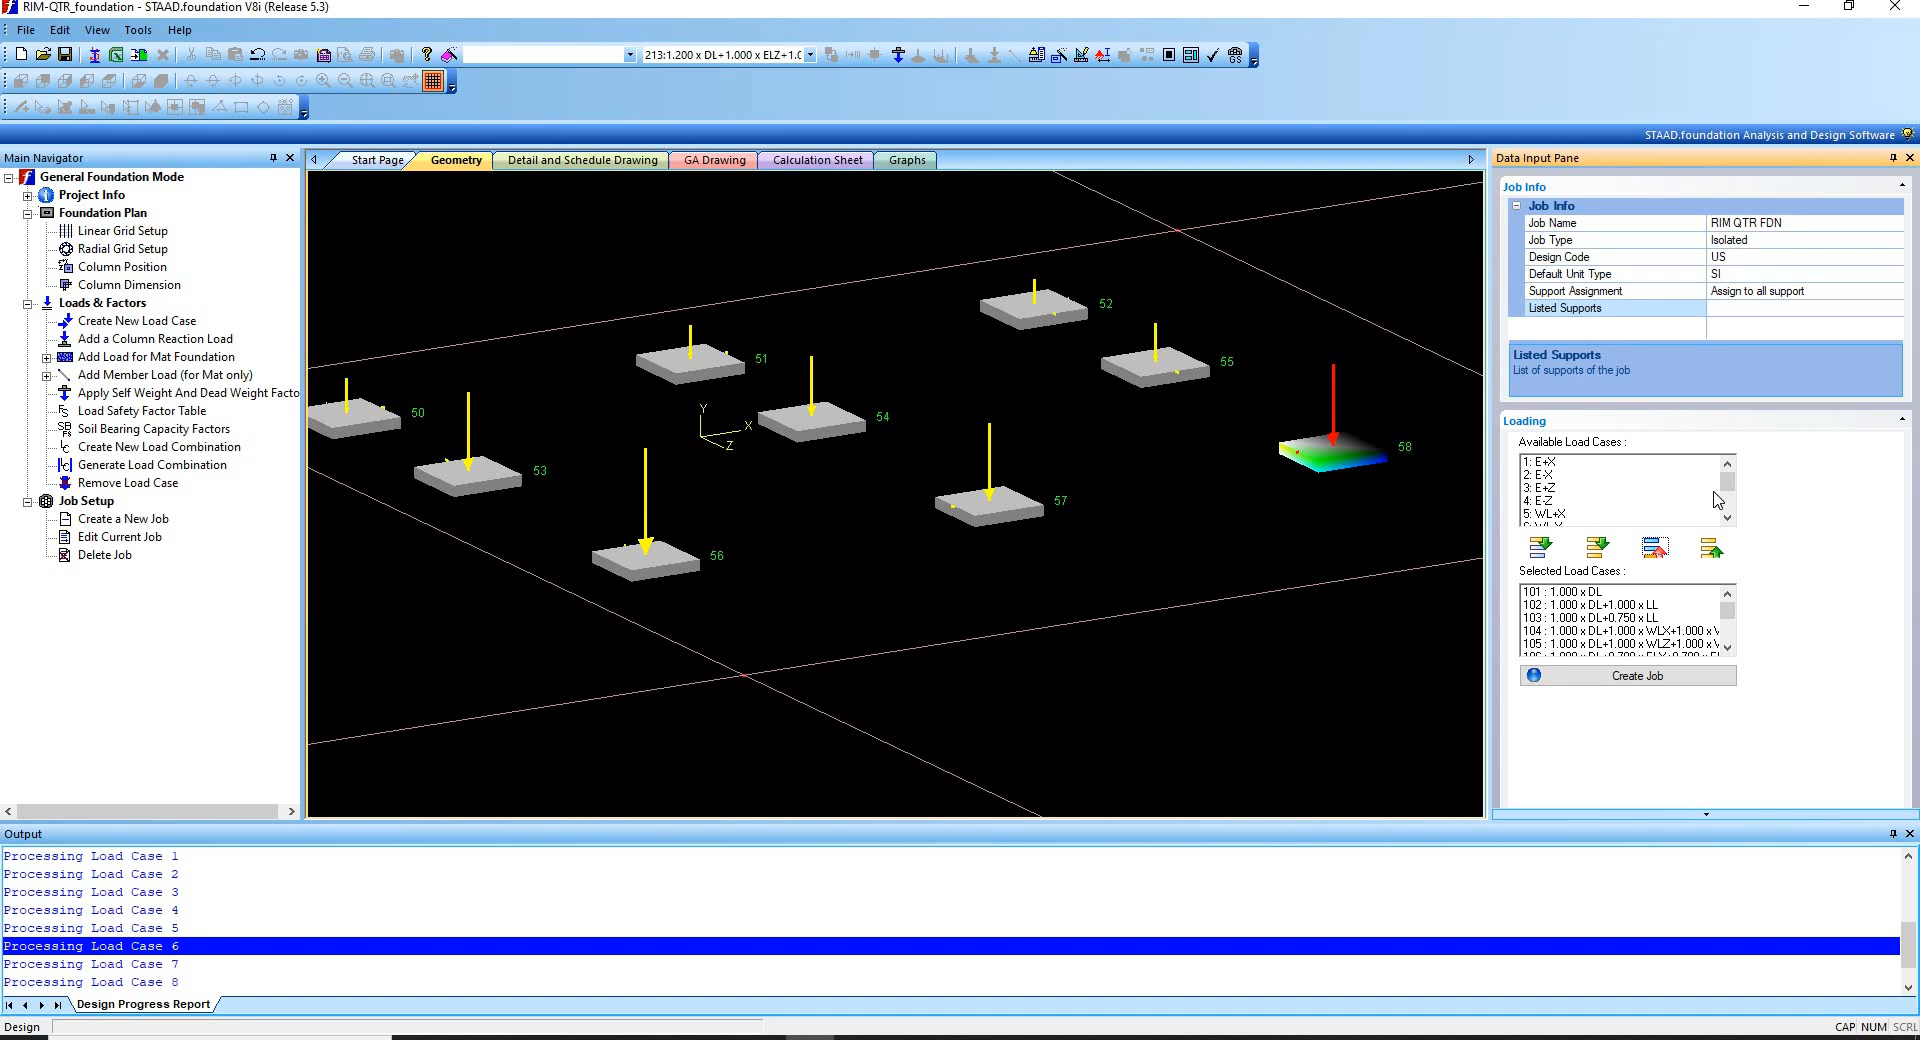 RIM-QTR_foundation - STAAD.foundation V8i (Release 5.3)
File Edit View Tools Help
213:1.200 x DL+1.000 x ELZ+1.0
STAAD.foundation Analysis and Design Software
Main Navigator
General Foundation Mode
Project Info
Foundation Plan
Linear Grid Setup
Radial Grid Setup
Column Position
Column Dimension
Loads & Factors
Create New Load Case
Add a Column Reaction Load
Add Load for Mat Foundation
Add Member Load (for Mat only)
Apply Self Weight And Dead Weight Facto
Load Safety Factor Table
Soil Bearing Capacity Factors
Create New Load Combination
Generate Load Combination
Remove Load Case
Job Setup
Create a New Job
Edit Current Job
Delete Job
Start Page Geometry Detail and Schedule Drawing GA Drawing Calculation Sheet Graphs
52
51
55
50
54
58
53
57
56
Y
X
Z
Data Input Pane
Job Info
Job Info
Job Name RIM QTR FDN
Job Type Isolated
Design Code US
Default Unit Type SI
Support Assignment Assign to all support
Listed Supports
Listed Supports
List of supports of the job
Loading
Available Load Cases :
1: E+X
2: E-X
3: E+Z
4: E-Z
5: WL+X
Selected Load Cases :
101 : 1.000 x DL
102 : 1.000 x DL+1.000 x LL
103 : 1.000 x DL+0.750 x LL
104 : 1.000 x DL+1.000 x WLX+1.000 x
105 : 1.000 x DL+1.000 x WLZ+1.000 x
Create Job
Output
Processing Load Case 1
Processing Load Case 2
Processing Load Case 3
Processing Load Case 4
Processing Load Case 5
Processing Load Case 6
Processing Load Case 7
Processing Load Case 8
Design Progress Report
Design
CAP NUM SCRL